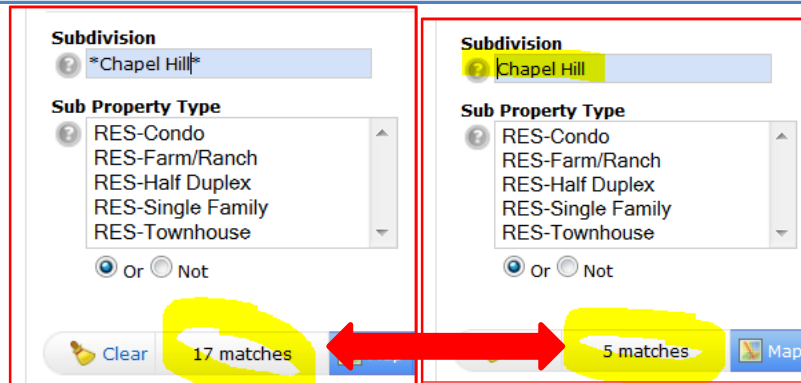 Subdivision
*Chapel Hill*
Sub Property Type
RES-Condo
RES-Farm/Ranch
RES-Half Duplex
RES-Single Family
RES-Townhouse
Or Not
Clear 17 matches
Subdivision
Chapel Hill
Sub Property Type
RES-Condo
RES-Farm/Ranch
RES-Half Duplex
RES-Single Family
RES-Townhouse
Or Not
5 matches Map